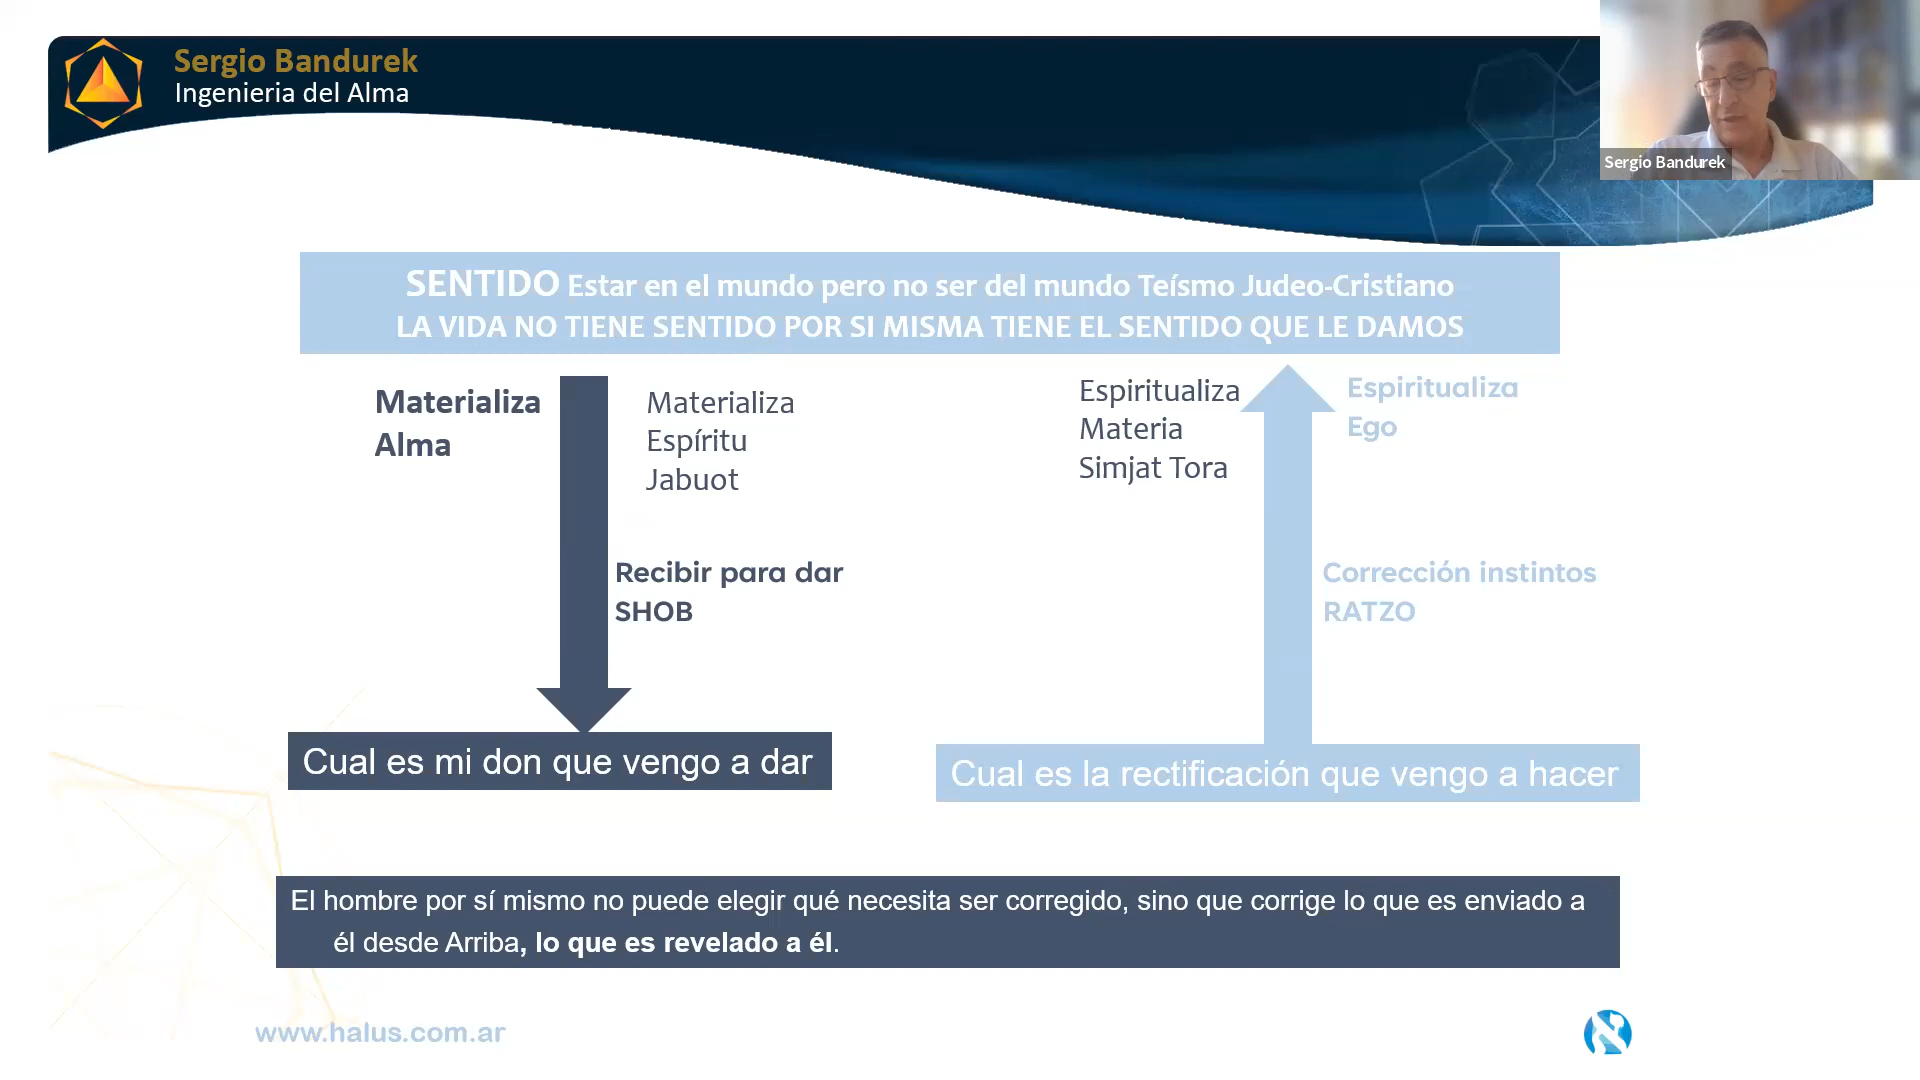 Sergio Bandurek
Ingenieria del Alma
Sergio Bandurek
SENTIDO Estar en el mundo pero no ser del mundo Teísmo Judeo-Cristiano
LA VIDA NO TIENE SENTIDO POR SI MISMA TIENE EL SENTIDO QUE LE DAMOS
Materializa
Alma
Materializa
Espíritu
Jabuot
Recibir para dar
SHOB
Espiritualiza
Materia
Simjat Tora
Espiritualiza
Ego
Corrección instintos
RATZO
Cual es mi don que vengo a dar
Cual es la rectificación que vengo a hacer
El hombre por sí mismo no puede elegir qué necesita ser corregido, sino que corrige lo que es enviado a
él desde Arriba, lo que es revelado a él.
www.halus.com.ar
א